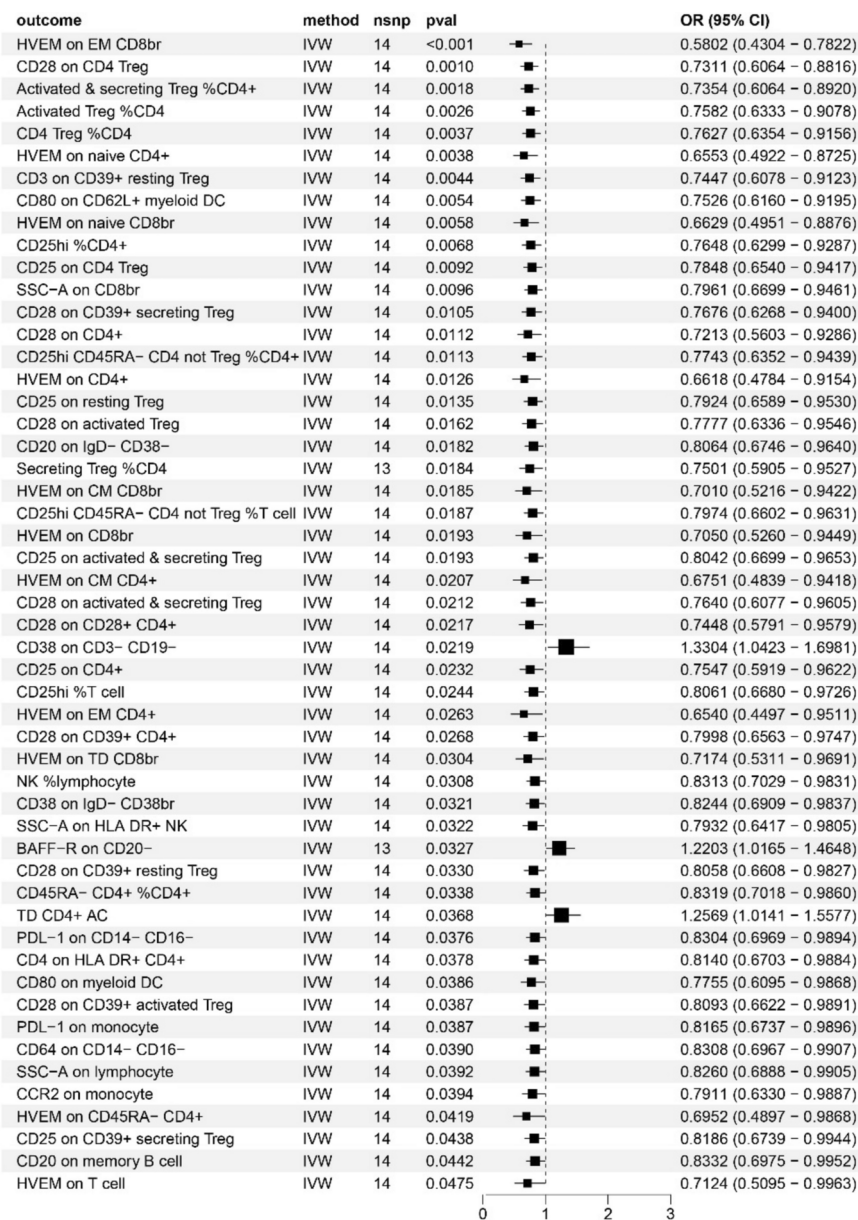 outcome method nsnp pval OR (95% CI)
HVEM on EM CD8br IVW 14 <0.001 0.5802 (0.4304 − 0.7822)
CD28 on CD4 Treg IVW 14 0.0010 0.7311 (0.6064 − 0.8816)
Activated & secreting Treg %CD4+ IVW 14 0.0018 0.7354 (0.6064 − 0.8920)
Activated Treg %CD4 IVW 14 0.0026 0.7582 (0.6333 − 0.9078)
CD4 Treg %CD4 IVW 14 0.0037 0.7627 (0.6354 − 0.9156)
HVEM on naive CD4+ IVW 14 0.0038 0.6553 (0.4922 − 0.8725)
CD3 on CD39+ resting Treg IVW 14 0.0044 0.7447 (0.6078 − 0.9123)
CD80 on CD62L+ myeloid DC IVW 14 0.0054 0.7526 (0.6160 − 0.9195)
HVEM on naive CD8br IVW 14 0.0058 0.6629 (0.4951 − 0.8876)
CD25hi %CD4+ IVW 14 0.0068 0.7648 (0.6299 − 0.9287)
CD25 on CD4 Treg IVW 14 0.0092 0.7848 (0.6540 − 0.9417)
SSC−A on CD8br IVW 14 0.0096 0.7961 (0.6699 − 0.9461)
CD28 on CD39+ secreting Treg IVW 14 0.0105 0.7676 (0.6268 − 0.9400)
CD28 on CD4+ IVW 14 0.0112 0.7213 (0.5603 − 0.9286)
CD25hi CD45RA− CD4 not Treg %CD4+ IVW 14 0.0113 0.7743 (0.6352 − 0.9439)
HVEM on CD4+ IVW 14 0.0126 0.6618 (0.4784 − 0.9154)
CD25 on resting Treg IVW 14 0.0135 0.7924 (0.6589 − 0.9530)
CD28 on activated Treg IVW 14 0.0162 0.7777 (0.6336 − 0.9546)
CD20 on IgD− CD38− IVW 14 0.0182 0.8064 (0.6746 − 0.9640)
Secreting Treg %CD4 IVW 13 0.0184 0.7501 (0.5905 − 0.9527)
HVEM on CM CD8br IVW 14 0.0185 0.7010 (0.5216 − 0.9422)
CD25hi CD45RA− CD4 not Treg %T cell IVW 14 0.0187 0.7974 (0.6602 − 0.9631)
HVEM on CD8br IVW 14 0.0193 0.7050 (0.5260 − 0.9449)
CD25 on activated & secreting Treg IVW 14 0.0193 0.8042 (0.6699 − 0.9653)
HVEM on CM CD4+ IVW 14 0.0207 0.6751 (0.4839 − 0.9418)
CD28 on activated & secreting Treg IVW 14 0.0212 0.7640 (0.6077 − 0.9605)
CD28 on CD28+ CD4+ IVW 14 0.0217 0.7448 (0.5791 − 0.9579)
CD38 on CD3− CD19− IVW 14 0.0219 1.3304 (1.0423 − 1.6981)
CD25 on CD4+ IVW 14 0.0232 0.7547 (0.5919 − 0.9622)
CD25hi %T cell IVW 14 0.0244 0.8061 (0.6680 − 0.9726)
HVEM on EM CD4+ IVW 14 0.0263 0.6540 (0.4497 − 0.9511)
CD28 on CD39+ CD4+ IVW 14 0.0268 0.7998 (0.6563 − 0.9747)
HVEM on TD CD8br IVW 14 0.0304 0.7174 (0.5311 − 0.9691)
NK %lymphocyte IVW 14 0.0308 0.8313 (0.7029 − 0.9831)
CD38 on IgD− CD38br IVW 14 0.0321 0.8244 (0.6909 − 0.9837)
SSC−A on HLA DR+ NK IVW 14 0.0322 0.7932 (0.6417 − 0.9805)
BAFF−R on CD20− IVW 13 0.0327 1.2203 (1.0165 − 1.4648)
CD28 on CD39+ resting Treg IVW 14 0.0330 0.8058 (0.6608 − 0.9827)
CD45RA− CD4+ %CD4+ IVW 14 0.0338 0.8319 (0.7018 − 0.9860)
TD CD4+ AC IVW 14 0.0368 1.2569 (1.0141 − 1.5577)
PDL−1 on CD14− CD16− IVW 14 0.0376 0.8304 (0.6969 − 0.9894)
CD4 on HLA DR+ CD4+ IVW 14 0.0378 0.8140 (0.6703 − 0.9884)
CD80 on myeloid DC IVW 14 0.0386 0.7755 (0.6095 − 0.9868)
CD28 on CD39+ activated Treg IVW 14 0.0387 0.8093 (0.6622 − 0.9891)
PDL−1 on monocyte IVW 14 0.0387 0.8165 (0.6737 − 0.9896)
CD64 on CD14− CD16− IVW 14 0.0390 0.8308 (0.6967 − 0.9907)
SSC−A on lymphocyte IVW 14 0.0392 0.8260 (0.6888 − 0.9905)
CCR2 on monocyte IVW 14 0.0394 0.7911 (0.6330 − 0.9887)
HVEM on CD45RA− CD4+ IVW 14 0.0419 0.6952 (0.4897 − 0.9868)
CD25 on CD39+ secreting Treg IVW 14 0.0438 0.8186 (0.6739 − 0.9944)
CD20 on memory B cell IVW 14 0.0442 0.8332 (0.6975 − 0.9952)
HVEM on T cell IVW 14 0.0475 0.7124 (0.5095 − 0.9963)
0 1 2 3